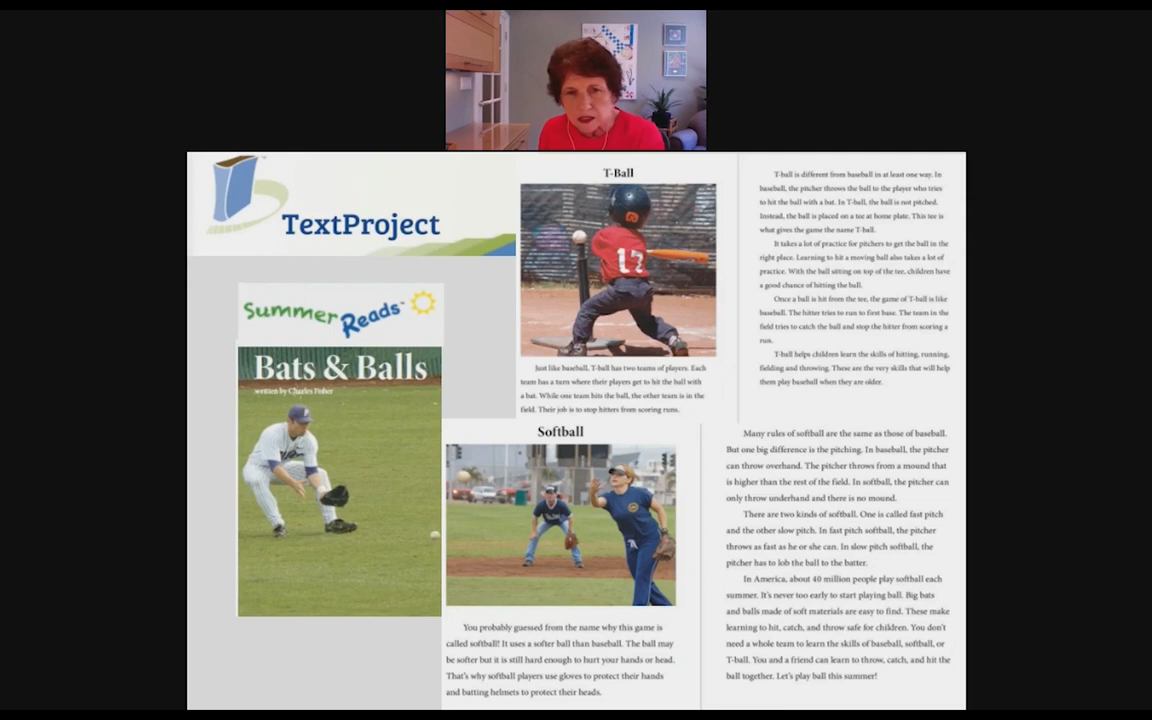 TextProject
Summer Reads™
Bats & Balls
written by Charles Fisher
T-Ball
17
Just like baseball, T-ball has two teams of players. Each
team has a turn where their players get to hit the ball with
a bat. While one team hits the ball, the other team is in the
field. Their job is to stop hitters from scoring runs.
T-ball is different from baseball in at least one way. In
baseball, the pitcher throws the ball to the player who tries
to hit the ball with a bat. In T-ball, the ball is not pitched.
Instead, the ball is placed on a tee at home plate. This tee is
what gives the game the name T-ball.
It takes a lot of practice for pitchers to get the ball in the
right place. Learning to hit a moving ball also takes a lot of
practice. With the ball sitting on top of the tee, children have
a good chance of hitting the ball.
Once a ball is hit from the tee, the game of T-ball is like
baseball. The hitter tries to run to first base. The team in the
field tries to catch the ball and stop the hitter from scoring a
run.
T-ball helps children learn the skills of hitting, running,
fielding and throwing. These are the very skills that will help
them play baseball when they are older.
Softball
You probably guessed from the name why this game is
called softball! It uses a softer ball than baseball. The ball may
be softer but it is still hard enough to hurt your hands or head.
That's why softball players use gloves to protect their hands
and batting helmets to protect their heads.
Many rules of softball are the same as those of baseball.
But one big difference is the pitching. In baseball, the pitcher
can throw overhand. The pitcher throws from a mound that
is higher than the rest of the field. In softball, the pitcher can
only throw underhand and there is no mound.
There are two kinds of softball. One is called fast pitch
and the other slow pitch. In fast pitch softball, the pitcher
throws as fast as he or she can. In slow pitch softball, the
pitcher has to lob the ball to the batter.
In America, about 40 million people play softball each
summer. It's never too early to start playing ball. Big bats
and balls made of soft materials are easy to find. These make
learning to hit, catch, and throw safe for children. You don't
need a whole team to learn the skills of baseball, softball, or
T-ball. You and a friend can learn to throw, catch, and hit the
ball together. Let's play ball this summer!